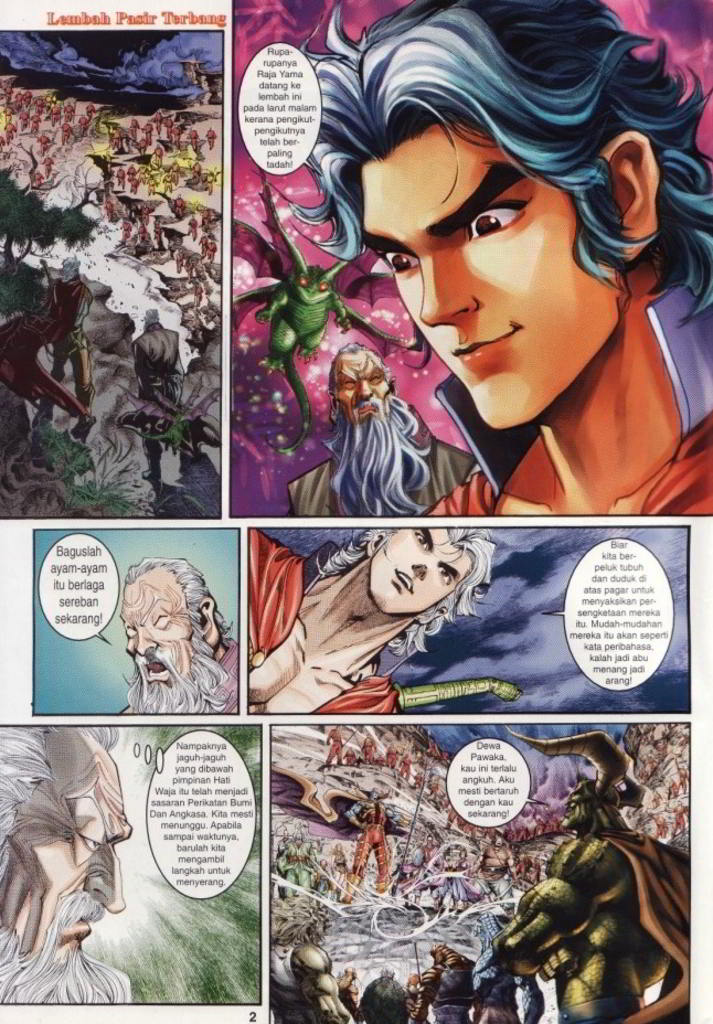 Lembah Pasir Terbang
Rupa-
rupanya
Raja Yama
datang ke
lembah ini
pada larut malam
kerana pengikut-
pengikutnya
telah ber-
paling
tadah!
Baguslah
ayam-ayam
itu berlaga
sereban
sekarang!
Biar
kita ber-
peluk tubuh
dan duduk di
atas pagar untuk
menyaksikan per-
sengketaan mereka
itu. Mudah-mudahan
mereka itu akan seperti
kata peribahasa,
kalah jadi abu
menang jadi
arang!
Nampaknya
jaguh-jaguh
yang dibawah
pimpinan Hati
Waja itu telah menjadi
sasaran Perikatan Bumi
Dan Angkasa. Kita mesti
menunggu. Apabila
sampai waktunya,
barulah kita
mengambil
langkah untuk
menyerang.
Dewa
Pawaka,
kau ini terlalu
angkuh. Aku
mesti bertaruh
dengan kau
sekarang!
2